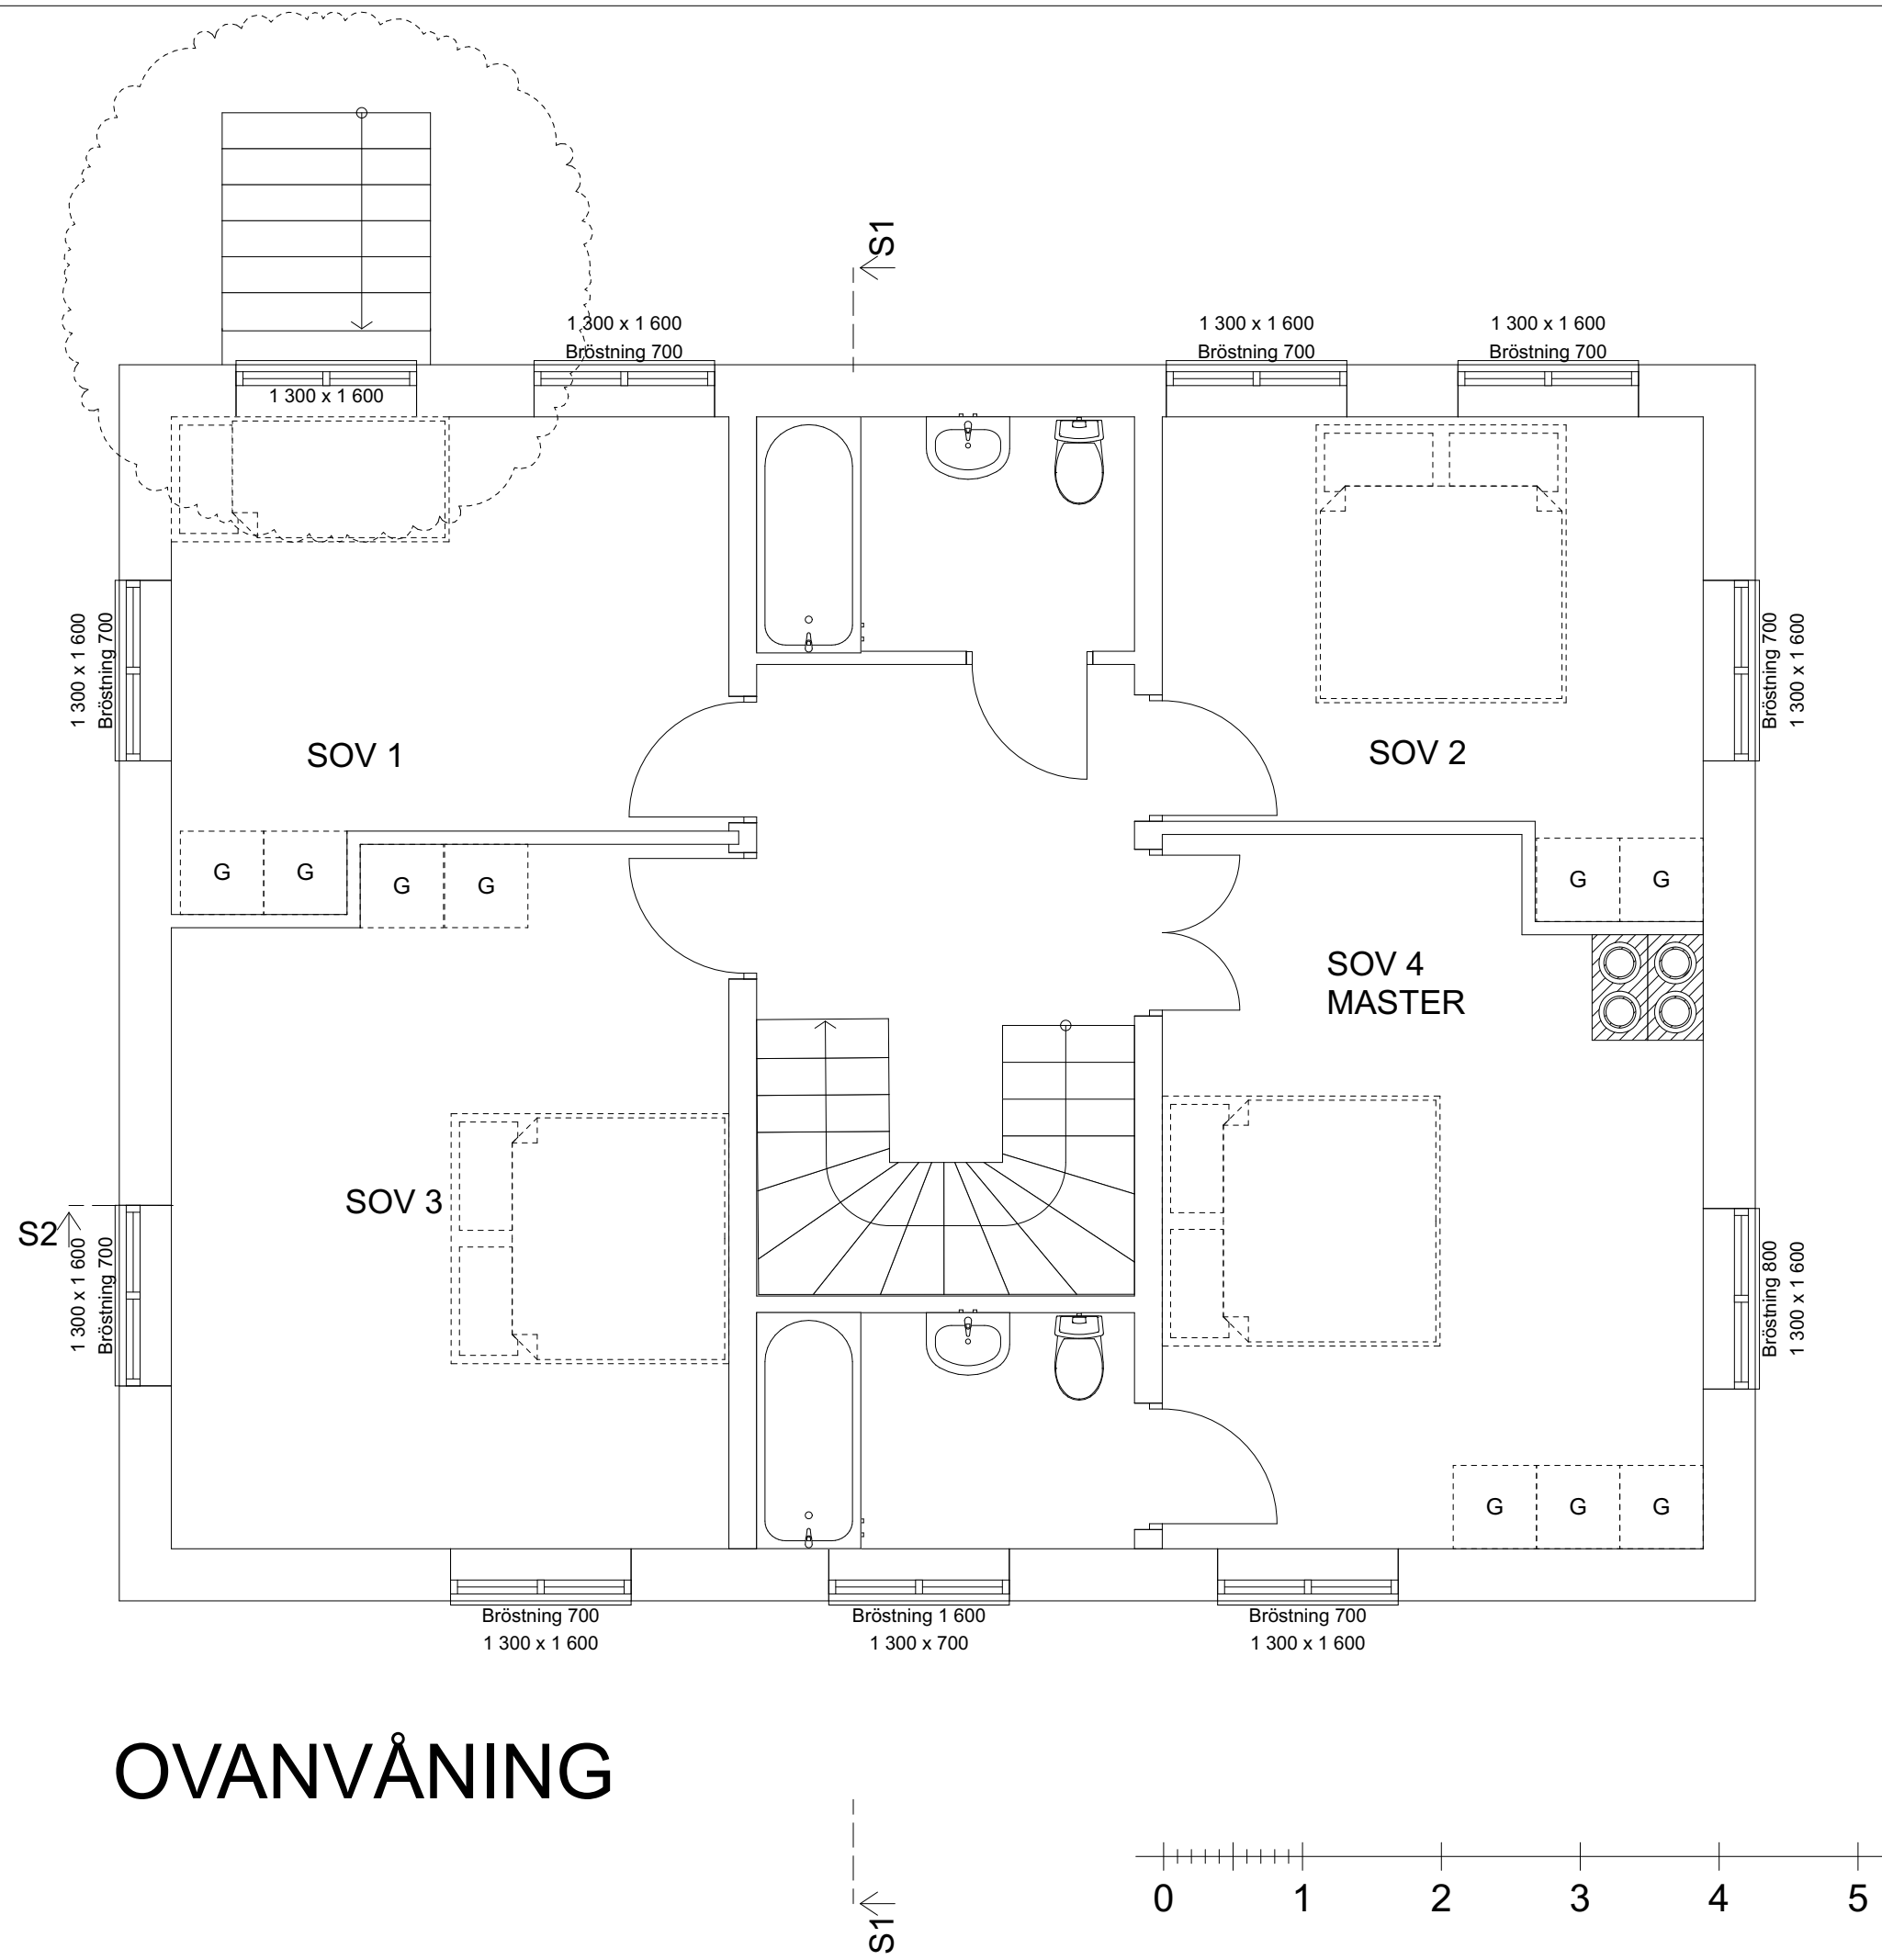 S1
1 300 x 1 600
Bröstning 700
1 300 x 1 600
Bröstning 700
1 300 x 1 600
Bröstning 700
1 300 x 1 600
1 300 x 1 600
Bröstning 700
Bröstning 700
1 300 x 1 600
SOV 1
SOV 2
G
G
G
G
G
G
SOV 4
MASTER
SOV 3
S2
1 300 x 1 600
Bröstning 700
Bröstning 800
1 300 x 1 600
G
G
G
Bröstning 700
1 300 x 1 600
Bröstning 1 600
1 300 x 700
Bröstning 700
1 300 x 1 600
OVANVÅNING
S1
0
1
2
3
4
5